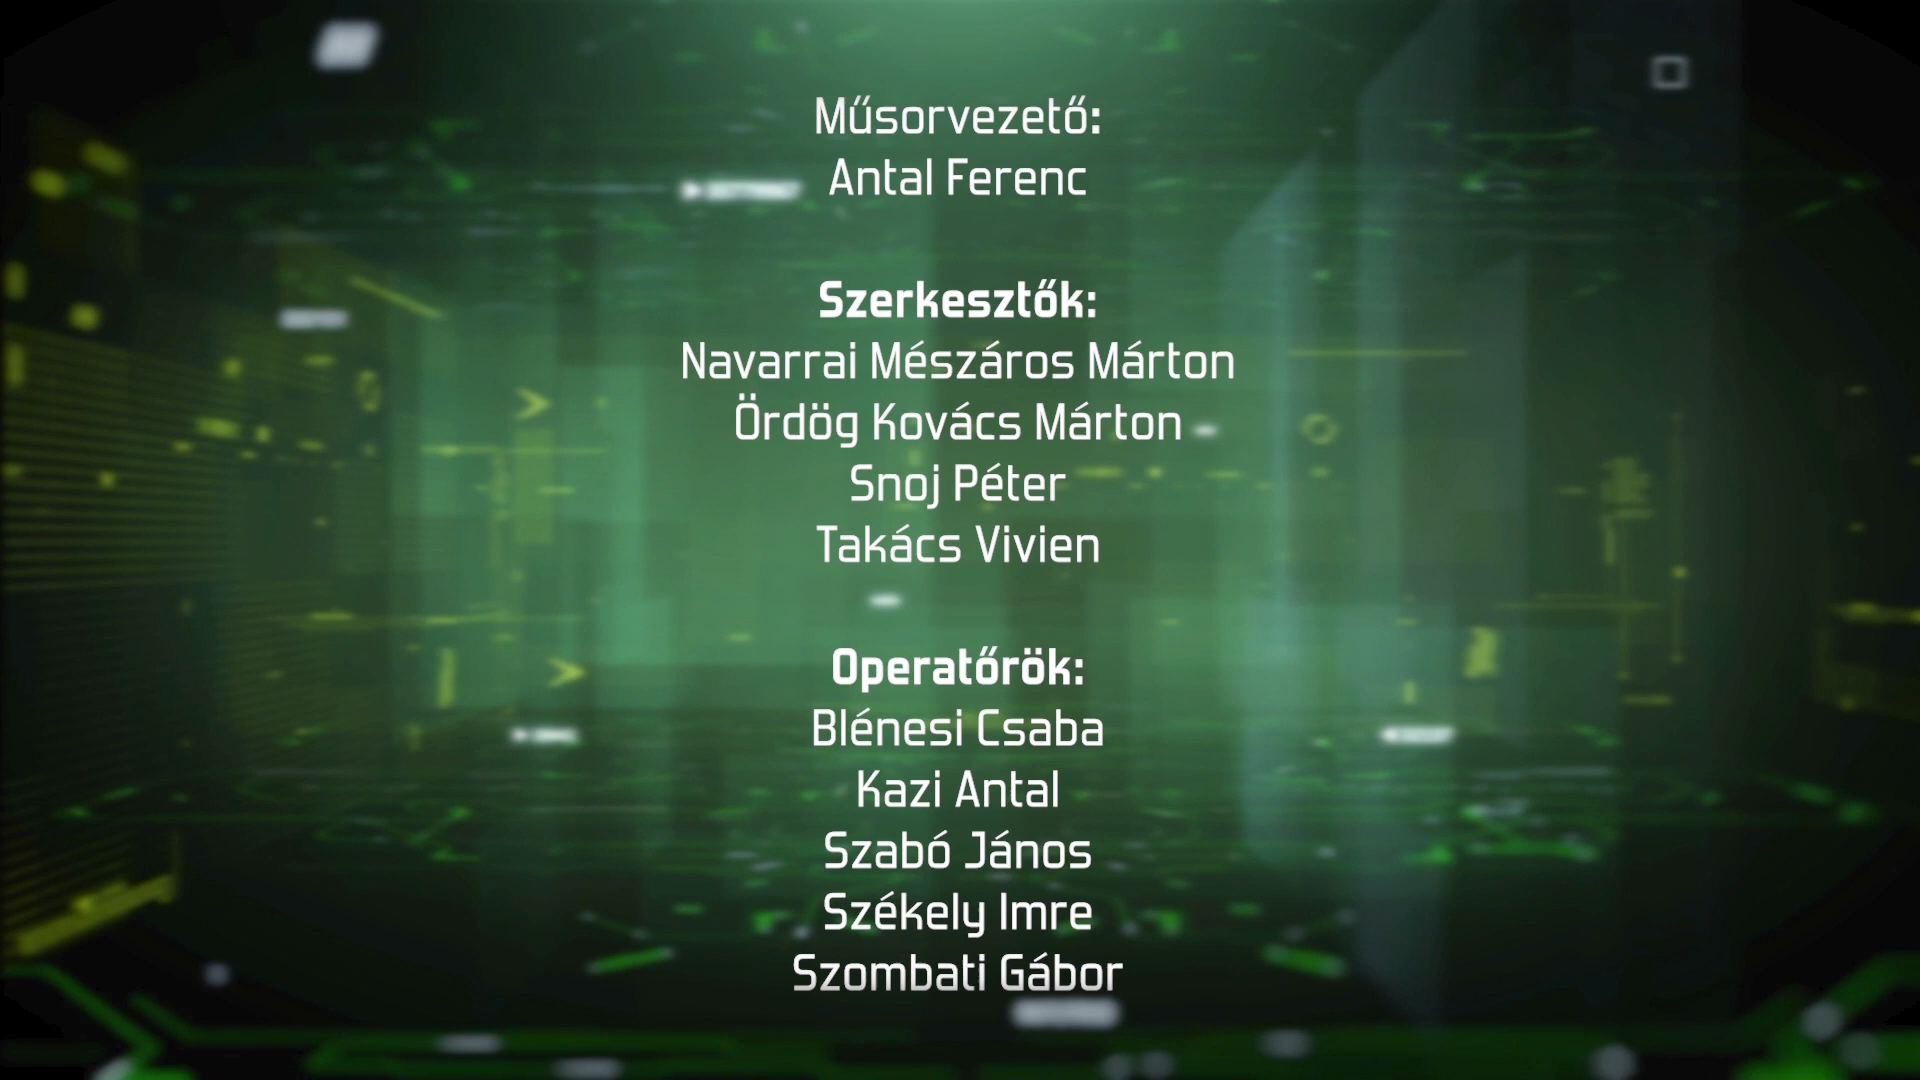 Műsorvezető:
Antal Ferenc
Szerkesztők:
Navarrai Mészáros Márton
Ördög Kovács Márton
Snoj Péter
Takács Vivien
Operatőrök:
Blénesi Csaba
Kazi Antal
Szabó János
Székely Imre
Szombati Gábor